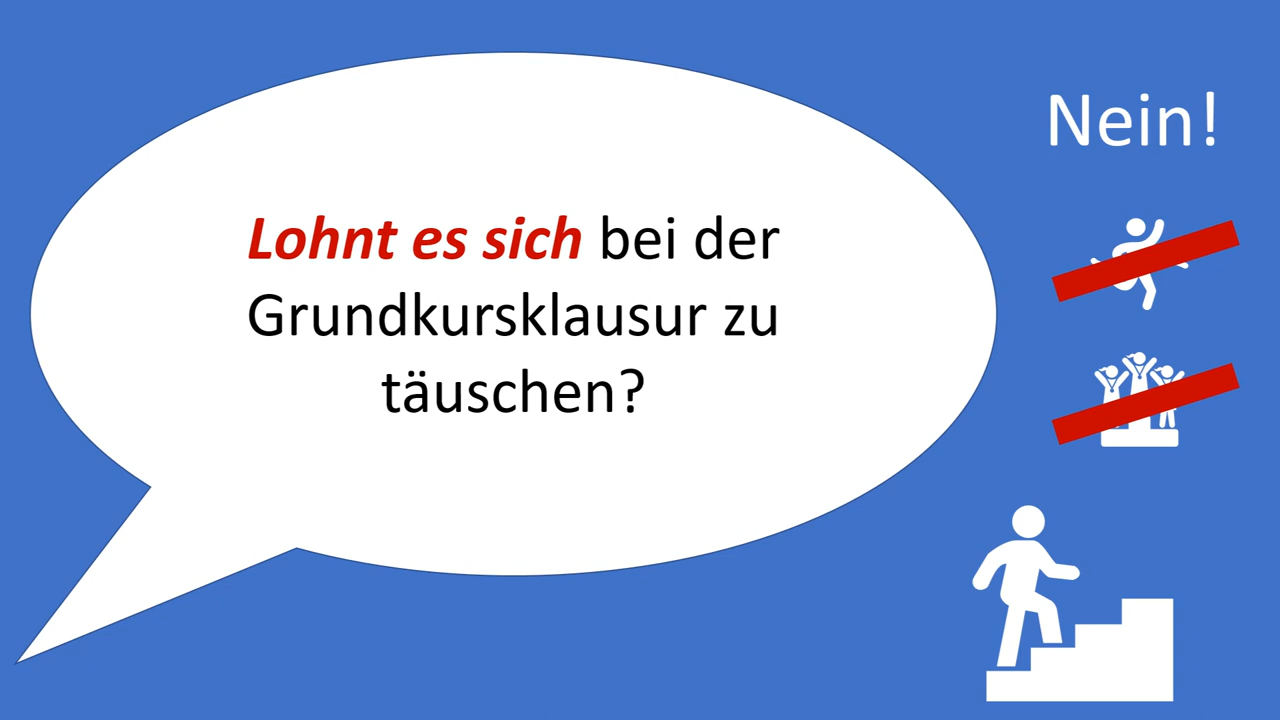 Lohnt es sich bei der
Grundkursklausur zu
täuschen?
Nein!